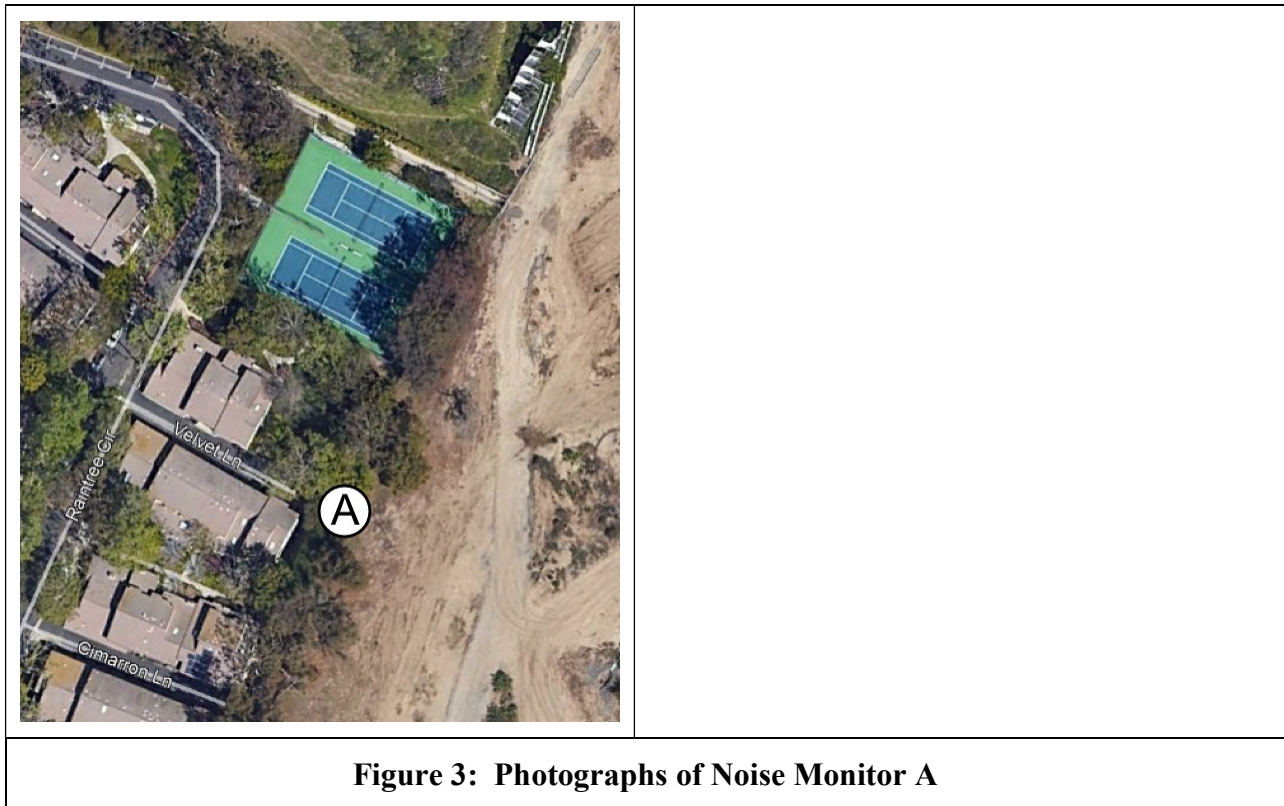 Velvet Ln
Raintree Cir
A
Cimarron Ln
Figure 3: Photographs of Noise Monitor A